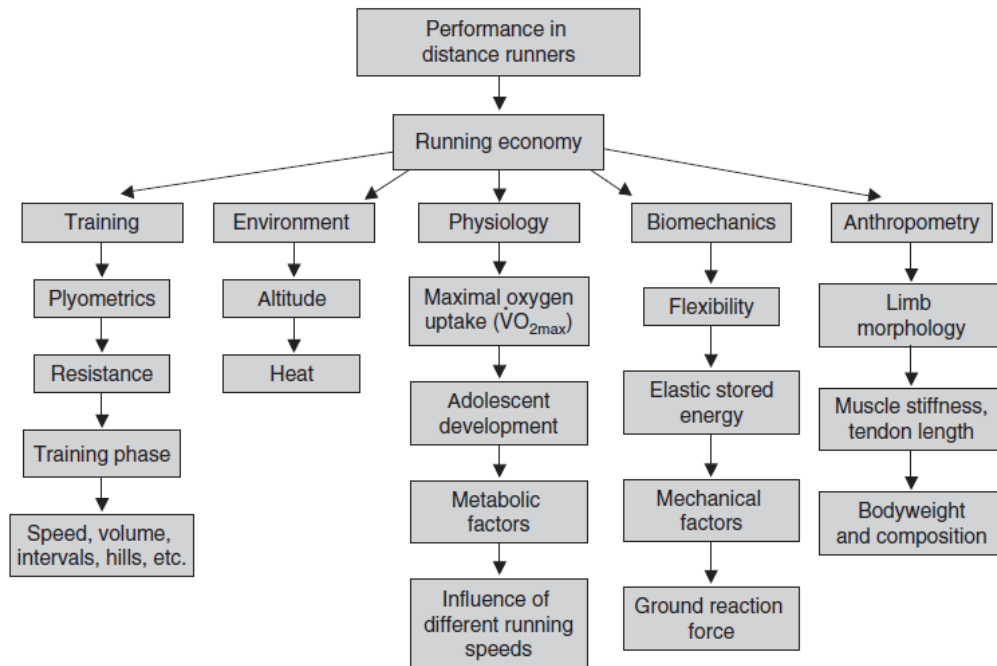 Performance in
distance runners
Running economy
Training
Environment
Physiology
Biomechanics
Anthropometry
Plyometrics
Resistance
Training phase
Speed, volume,
intervals, hills, etc.
Altitude
Heat
Maximal oxygen
uptake (V̇O₂max)
Adolescent
development
Metabolic
factors
Influence of
different running
speeds
Flexibility
Elastic stored
energy
Mechanical
factors
Ground reaction
force
Limb
morphology
Muscle stiffness,
tendon length
Bodyweight
and composition